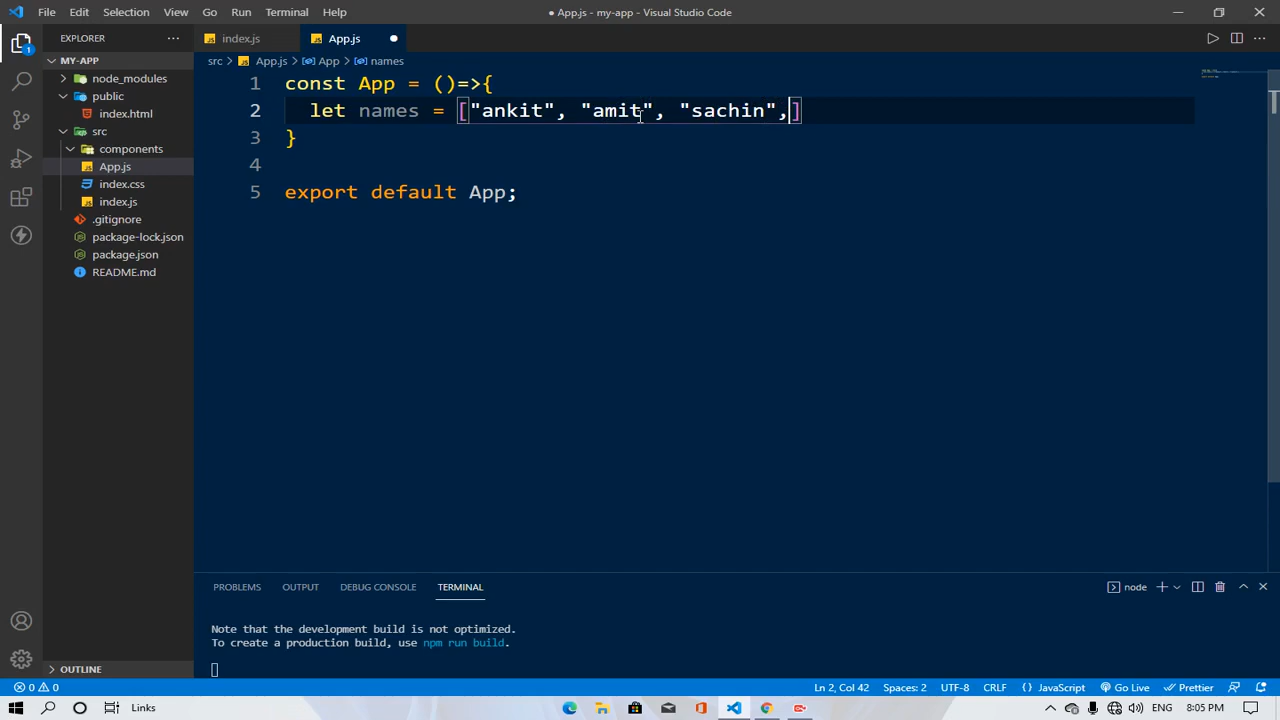 File Edit Selection View Go Run Terminal Help
● App.js - my-app - Visual Studio Code
EXPLORER
MY-APP
node_modules
public
index.html
src
components
App.js
index.css
index.js
.gitignore
package-lock.json
package.json
README.md
OUTLINE
1
index.js
App.js
src > App.js > App > names
1 const App = ()=>{
2 let names = ["ankit", "amit", "sachin",]
3 }
4
5 export default App;
PROBLEMS OUTPUT DEBUG CONSOLE TERMINAL
node
Note that the development build is not optimized.
To create a production build, use npm run build.
0 0 Ln 2, Col 42 Spaces: 2 UTF-8 CRLF {} JavaScript Go Live Prettier
Links
ENG 8:05 PM